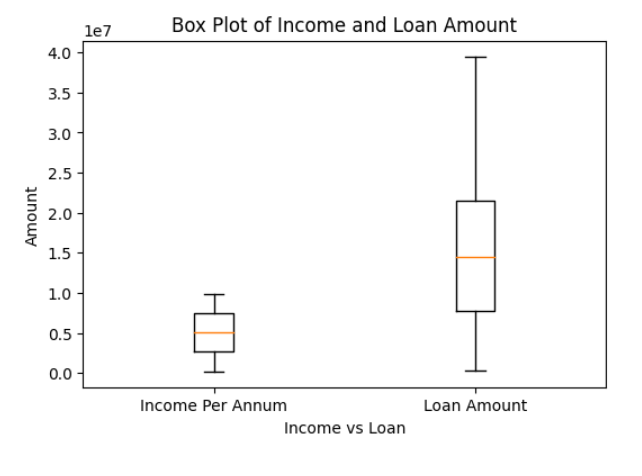 Box Plot of Income and Loan Amount
1e7
4.0
3.5
3.0
2.5
2.0
1.5
1.0
0.5
0.0
Amount
Income Per Annum Loan Amount
Income vs Loan